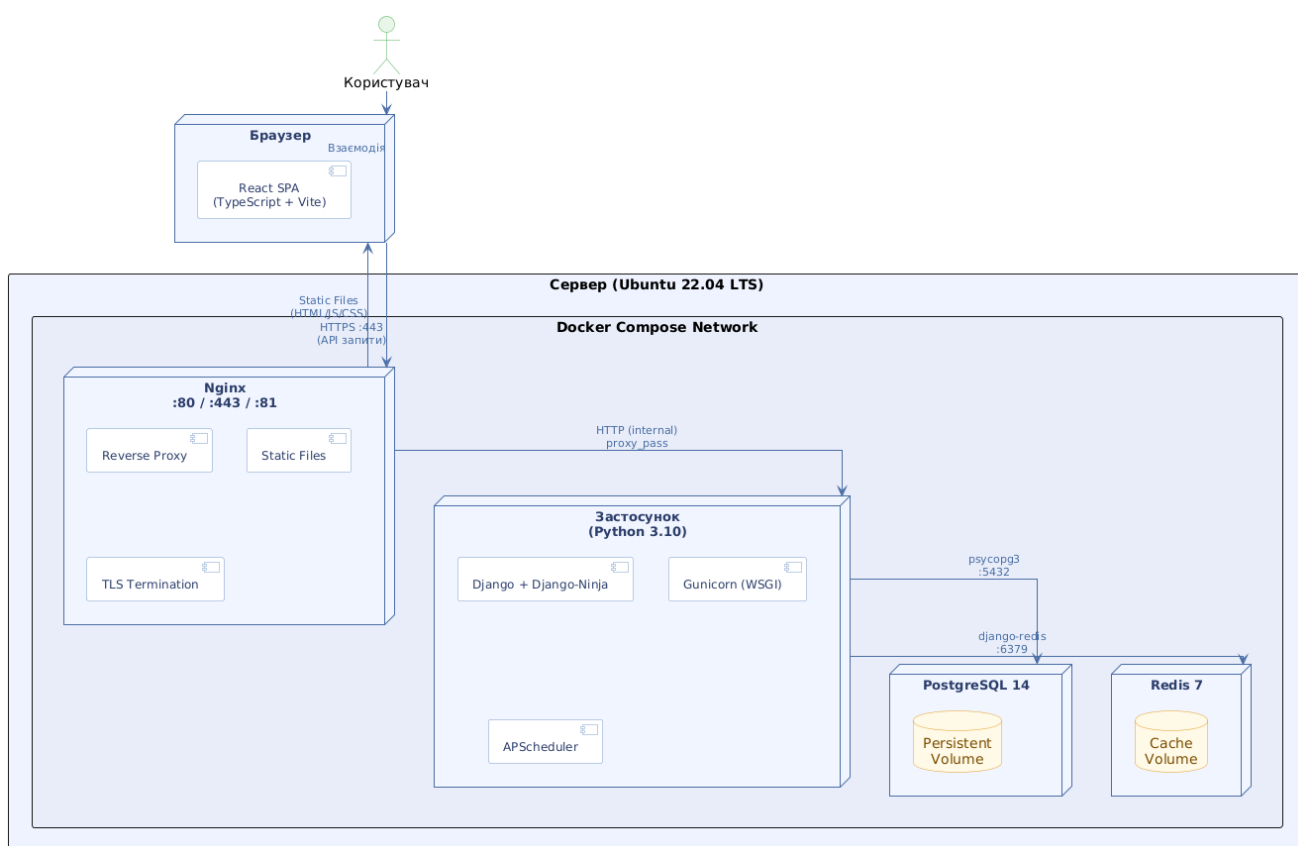 Користувач
Браузер
Взаємодія
React SPA
(TypeScript + Vite)
Сервер (Ubuntu 22.04 LTS)
Static Files
(HTML/JS/CSS)
HTTPS :443
(API запити)
Docker Compose Network
Nginx
:80 / :443 / :81
Reverse Proxy
Static Files
TLS Termination
HTTP (internal)
proxy_pass
Застосунок
(Python 3.10)
Django + Django-Ninja
Gunicorn (WSGI)
APScheduler
psycopg3
:5432
django-redis
:6379
PostgreSQL 14
Persistent
Volume
Redis 7
Cache
Volume